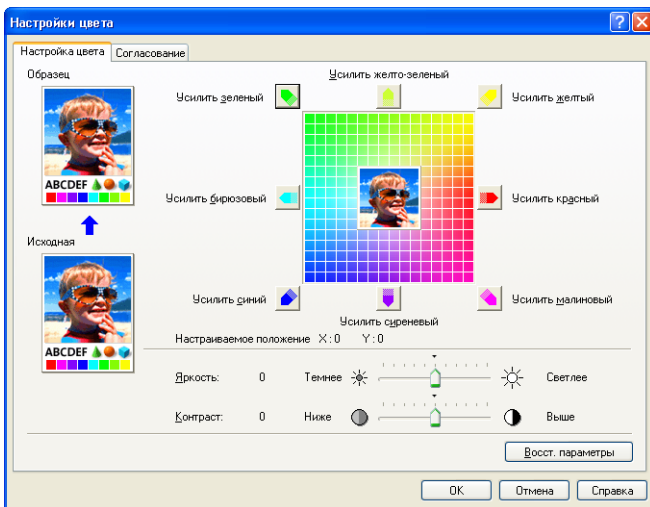 Настройки цвета
Настройка цвета Согласование
Образец
Усилить желто-зеленый
Усилить зеленый
Усилить желтый
ABCDEF
Усилить бирюзовый
Усилить красный
Исходная
Усилить синий
Усилить малиновый
Усилить сиреневый
ABCDEF
Настраиваемое положение X:0 Y:0
Яркость: 0 Темнее Светлее
Контраст: 0 Ниже Выше
Восст. параметры
OK Отмена Справка